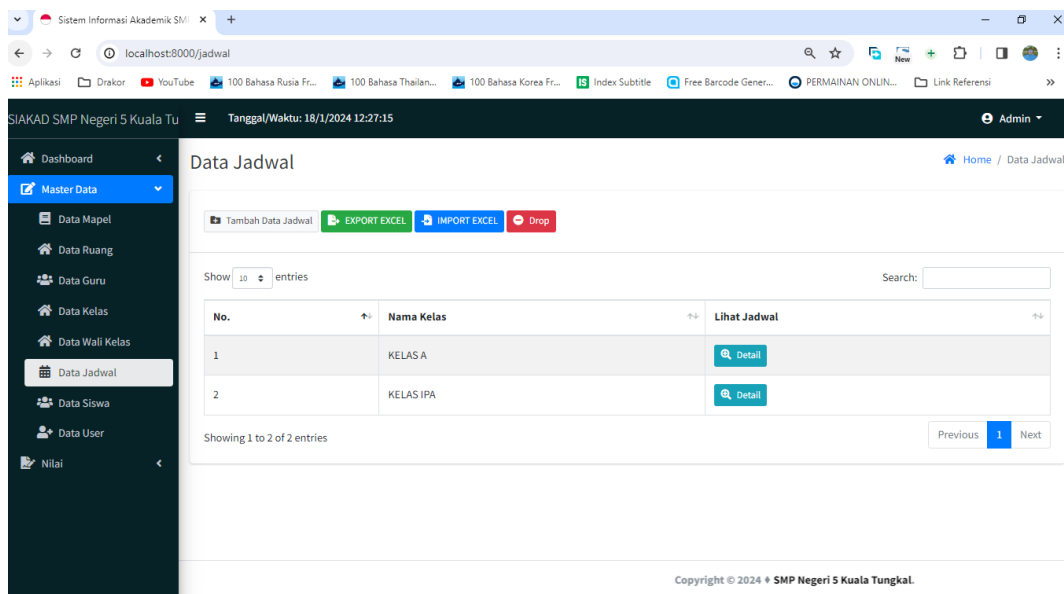 Sistem Informasi Akademik SM
localhost:8000/jadwal
New
Aplikasi Drakor YouTube 100 Bahasa Rusia Fr... 100 Bahasa Thailan... 100 Bahasa Korea Fr... IS Index Subtitle Free Barcode Gener... PERMAINAN ONLIN... Link Referensi
SIAKAD SMP Negeri 5 Kuala Tu
Tanggal/Waktu: 18/1/2024 12:27:15
Admin
Dashboard
Master Data
Data Mapel
Data Ruang
Data Guru
Data Kelas
Data Wali Kelas
Data Jadwal
Data Siswa
Data User
Nilai
Data Jadwal
Home / Data Jadwal
Tambah Data Jadwal EXPORT EXCEL IMPORT EXCEL Drop
Show 10 entries
Search:
No. Nama Kelas Lihat Jadwal
1 KELAS A Detail
2 KELAS IPA Detail
Showing 1 to 2 of 2 entries
Previous 1 Next
Copyright © 2024 ♦ SMP Negeri 5 Kuala Tungkal.